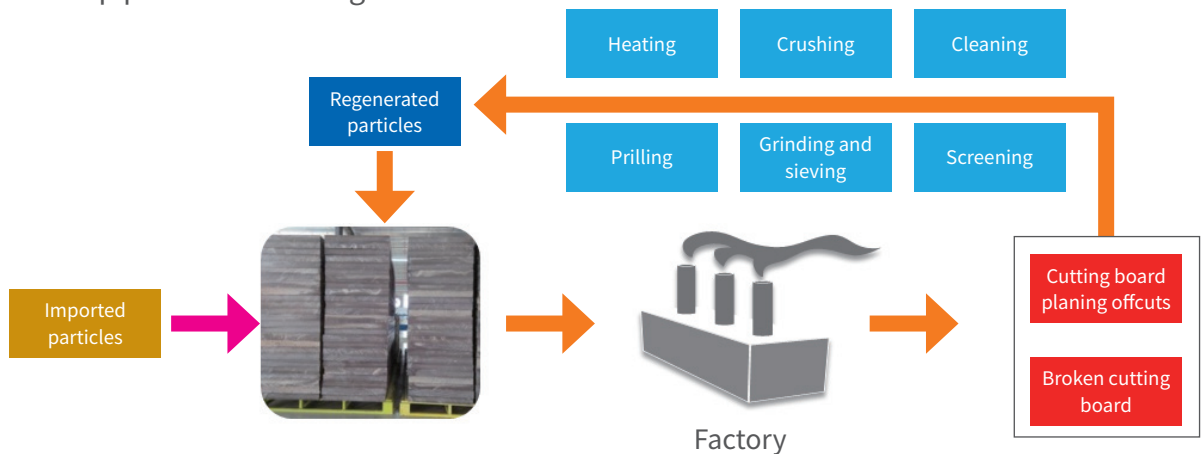 Heating
Crushing
Cleaning
Regenerated
particles
Prilling
Grinding and
sieving
Screening
Imported
particles
Cutting board
planing offcuts
Broken cutting
board
Factory